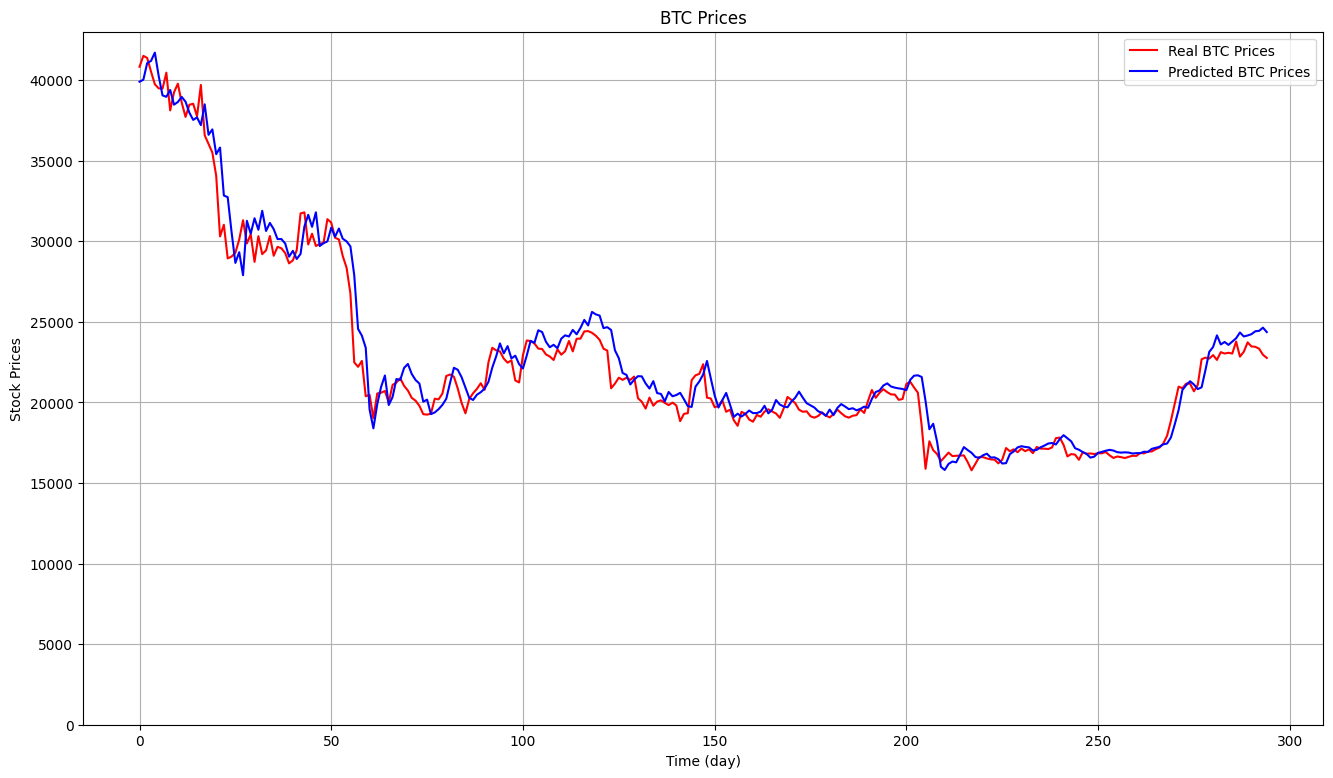 BTC Prices
Real BTC Prices
Predicted BTC Prices
Stock Prices
40000
35000
30000
25000
20000
15000
10000
5000
0
0 50 100 150 200 250 300
Time (day)